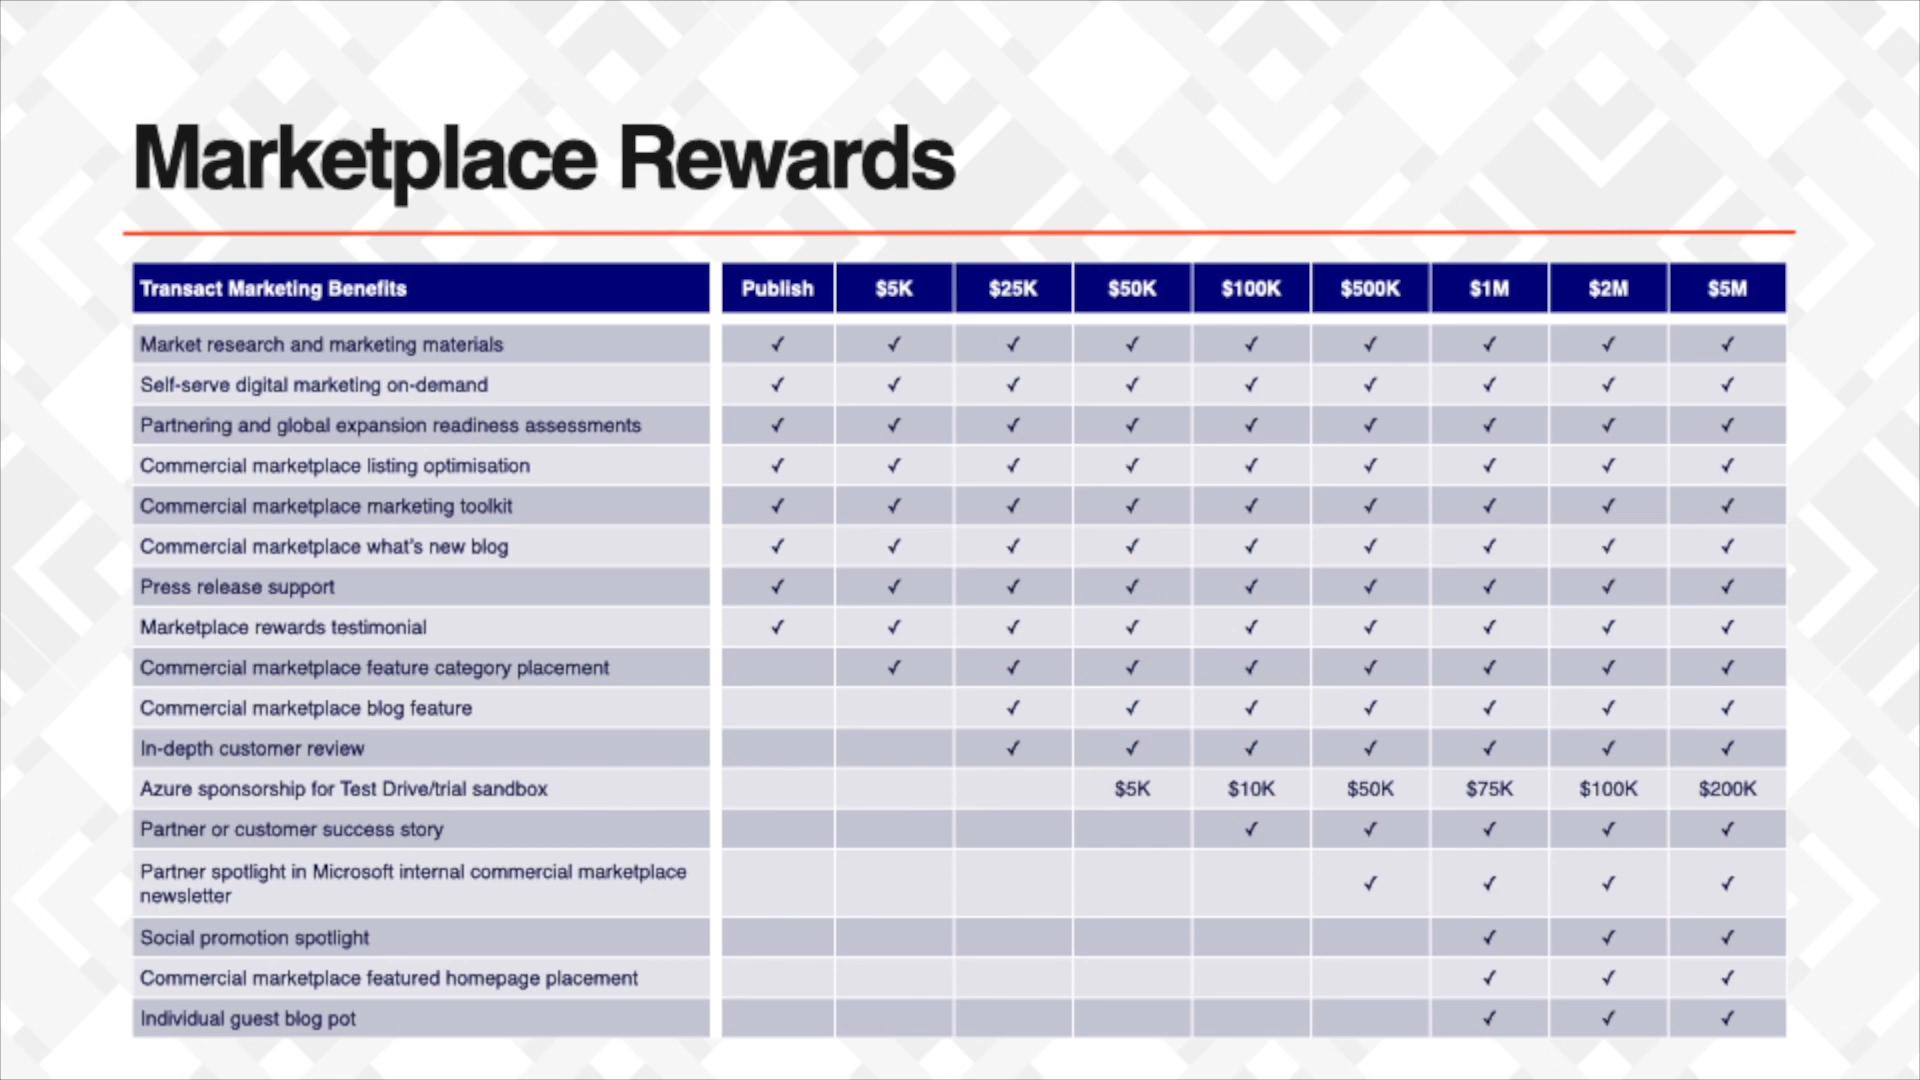 Marketplace Rewards
Transact Marketing Benefits Publish $5K $25K $50K $100K $500K $1M $2M $5M
Market research and marketing materials ✓ ✓ ✓ ✓ ✓ ✓ ✓ ✓ ✓
Self-serve digital marketing on-demand ✓ ✓ ✓ ✓ ✓ ✓ ✓ ✓ ✓
Partnering and global expansion readiness assessments ✓ ✓ ✓ ✓ ✓ ✓ ✓ ✓ ✓
Commercial marketplace listing optimisation ✓ ✓ ✓ ✓ ✓ ✓ ✓ ✓ ✓
Commercial marketplace marketing toolkit ✓ ✓ ✓ ✓ ✓ ✓ ✓ ✓ ✓
Commercial marketplace what's new blog ✓ ✓ ✓ ✓ ✓ ✓ ✓ ✓ ✓
Press release support ✓ ✓ ✓ ✓ ✓ ✓ ✓ ✓ ✓
Marketplace rewards testimonial ✓ ✓ ✓ ✓ ✓ ✓ ✓ ✓ ✓
Commercial marketplace feature category placement ✓ ✓ ✓ ✓ ✓ ✓ ✓ ✓
Commercial marketplace blog feature ✓ ✓ ✓ ✓ ✓ ✓ ✓
In-depth customer review ✓ ✓ ✓ ✓ ✓ ✓ ✓
Azure sponsorship for Test Drive/trial sandbox $5K $10K $50K $75K $100K $200K
Partner or customer success story ✓ ✓ ✓ ✓ ✓
Partner spotlight in Microsoft internal commercial marketplace
newsletter ✓ ✓ ✓ ✓
Social promotion spotlight ✓ ✓ ✓
Commercial marketplace featured homepage placement ✓ ✓ ✓
Individual guest blog pot ✓ ✓ ✓